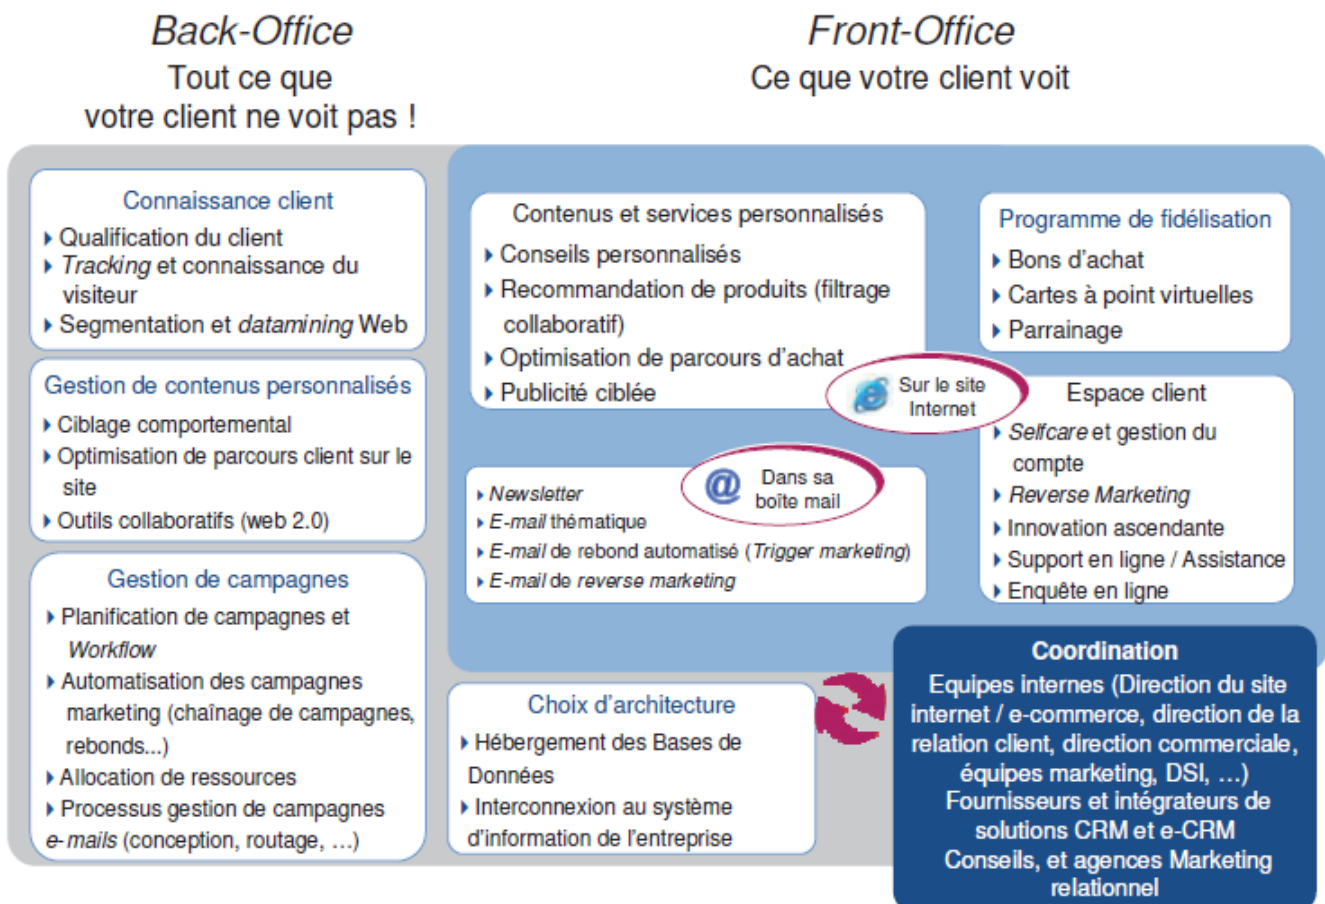 Back-Office
Tout ce que
votre client ne voit pas !
Front-Office
Ce que votre client voit
Connaissance client
Qualification du client
Tracking et connaissance du
visiteur
Segmentation et datamining Web
Gestion de contenus personnalisés
Ciblage comportemental
Optimisation de parcours client sur le
site
Outils collaboratifs (web 2.0)
Gestion de campagnes
Planification de campagnes et
Workflow
Automatisation des campagnes
marketing (chaînage de campagnes,
rebonds...)
Allocation de ressources
Processus gestion de campagnes
e-mails (conception, routage, ...)
Contenus et services personnalisés
Conseils personnalisés
Recommandation de produits (filtrage
collaboratif)
Optimisation de parcours d'achat
Publicité ciblée
Sur le site
Internet
Programme de fidélisation
Bons d'achat
Cartes à point virtuelles
Parrainage
@ Dans sa
boîte mail
Newsletter
E-mail thématique
E-mail de rebond automatisé (Trigger marketing)
E-mail de reverse marketing
Espace client
Selfcare et gestion du
compte
Reverse Marketing
Innovation ascendante
Support en ligne / Assistance
Enquête en ligne
Choix d'architecture
Hébergement des Bases de
Données
Interconnexion au système
d'information de l'entreprise
Coordination
Equipes internes (Direction du site
internet / e-commerce, direction de la
relation client, direction commerciale,
équipes marketing, DSI, ...)
Fournisseurs et intégrateurs de
solutions CRM et e-CRM
Conseils, et agences Marketing
relationnel